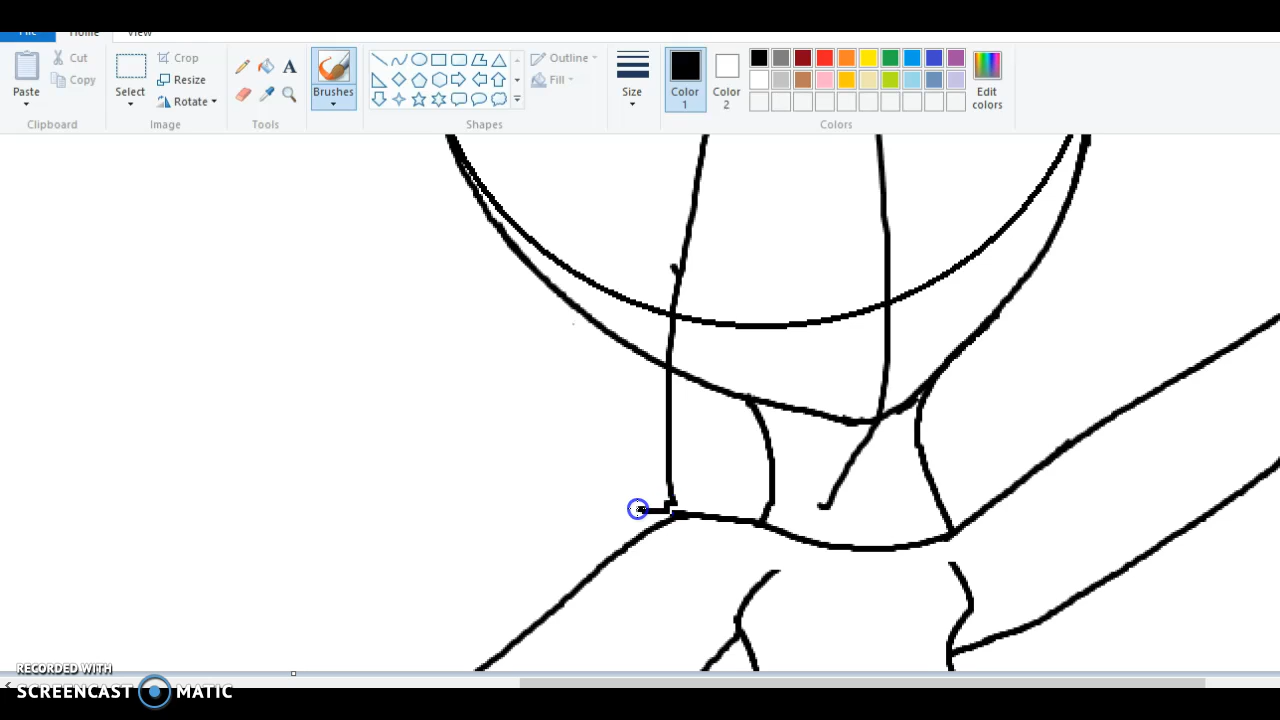 File Home View
Cut
Crop
Outline
Copy
Resize
Fill
Paste
Select
Rotate
Brushes
Size
Color 1
Color 2
Edit colors
Clipboard
Image
Tools
Shapes
Colors
RECORDED WITH
SCREENCAST MATIC